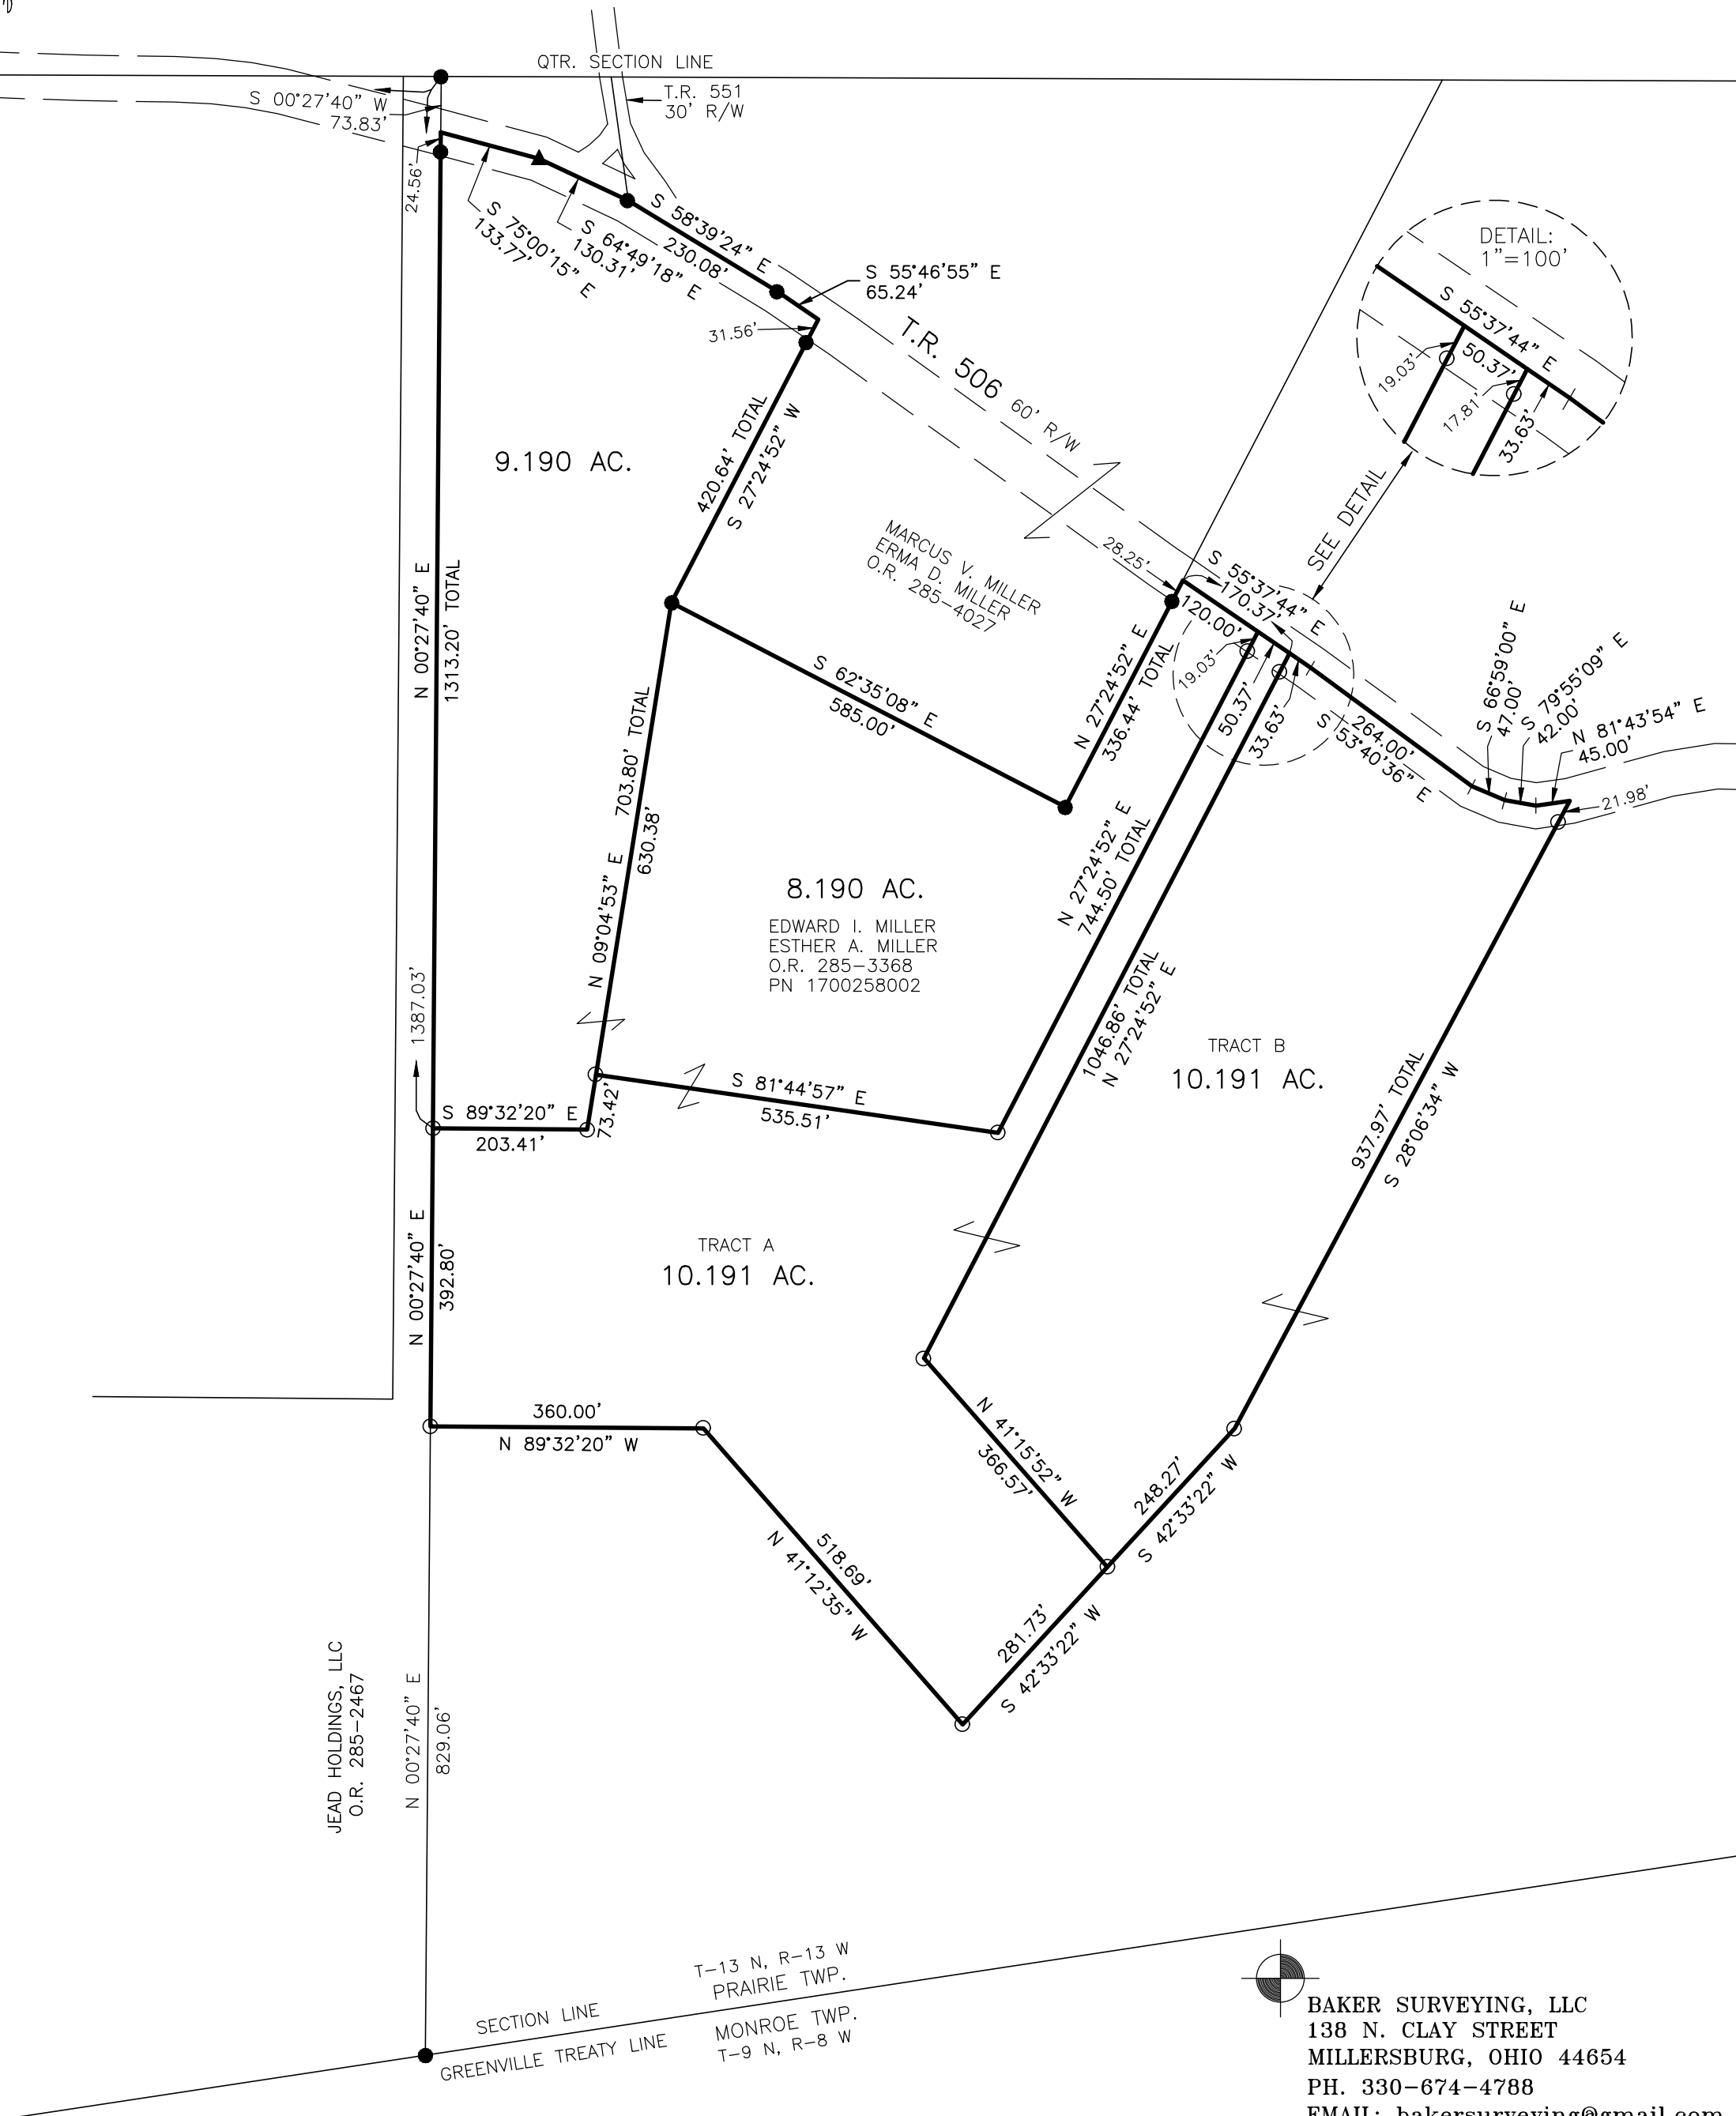 QTR. SECTION LINE
T.R. 551
30' R/W
S 00°27'40" W
73.83'
24.56'
S 75°00'15" E
133.77'
S 64°49'18" E
130.31'
S 58°39'24" E
230.08'
S 55°46'55" E
65.24'
31.56'
T.R. 506 60' R/W
DETAIL:
1"=100'
S 55°37'44" E
50.37'
19.03'
17.81'
33.63'
SEE DETAIL
420.64' TOTAL
S 27°24'52" W
9.190 AC.
MARCUS V. MILLER
ERMA D. MILLER
O.R. 285-4027
28.25'
S 55°37'44" E
170.37'
120.00'
19.03'
50.37'
33.63'
264.00'
S 53°40'36" E
S 66°59'00" E
47.00'
S 79°55'09" E
42.00'
N 81°43'54" E
45.00'
21.98'
N 00°27'40" E
1313.20' TOTAL
S 62°35'08" E
585.00'
N 27°24'52" E
336.44' TOTAL
703.80' TOTAL
630.38'
N 09°04'53" E
N 27°24'52" E
744.50' TOTAL
8.190 AC.
EDWARD I. MILLER
ESTHER A. MILLER
O.R. 285-3368
PN 1700258002
1387.03'
1046.86' TOTAL
N 27°24'52" E
TRACT B
10.191 AC.
937.97' TOTAL
S 28°06'34" W
S 81°44'57" E
535.51'
S 89°32'20" E
203.41'
73.42'
N 00°27'40" E
392.80'
TRACT A
10.191 AC.
360.00'
N 89°32'20" W
N 41°15'52" W
366.57'
248.27'
S 42°33'22" W
518.69'
N 41°12'35" W
281.73'
S 42°33'22" W
JEAD HOLDINGS, LLC
O.R. 285-2467
N 00°27'40" E
829.06'
T-13 N, R-13 W
PRAIRIE TWP.
SECTION LINE
GREENVILLE TREATY LINE
MONROE TWP.
T-9 N, R-8 W
BAKER SURVEYING, LLC
138 N. CLAY STREET
MILLERSBURG, OHIO 44654
PH. 330-674-4788
EMAIL: bakersurveying@gmail.com